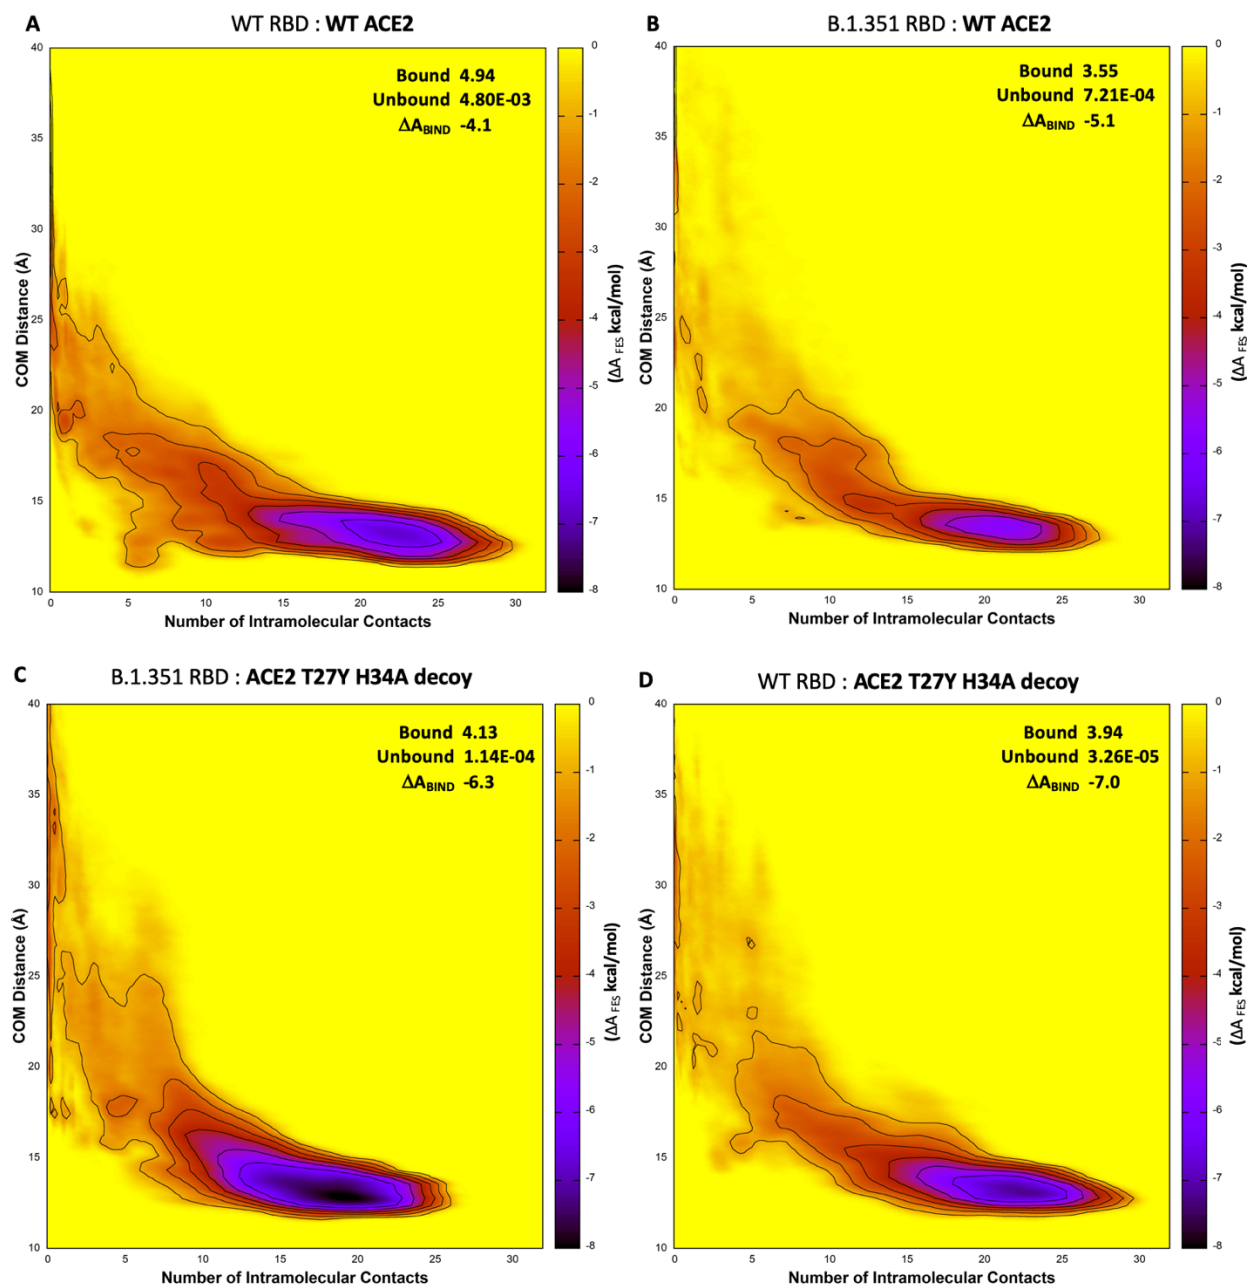 A WT RBD : WT ACE2
Bound 4.94
Unbound 4.80E-03
ΔA BIND -4.1
40
35
30
25
20
15
10
COM Distance (Å)
0 5 10 15 20 25 30
Number of Intramolecular Contacts
0
-1
-2
-3
-4
-5
-6
-7
-8
(ΔA FES kcal/mol)
B B.1.351 RBD : WT ACE2
Bound 3.55
Unbound 7.21E-04
ΔA BIND -5.1
40
35
30
25
20
15
10
COM Distance (Å)
0 5 10 15 20 25 30
Number of Intramolecular Contacts
0
-1
-2
-3
-4
-5
-6
-7
-8
(ΔA FES kcal/mol)
C B.1.351 RBD : ACE2 T27Y H34A decoy
Bound 4.13
Unbound 1.14E-04
ΔA BIND -6.3
40
35
30
25
20
15
10
COM Distance (Å)
0 5 10 15 20 25 30
Number of Intramolecular Contacts
0
-1
-2
-3
-4
-5
-6
-7
-8
(ΔA FES kcal/mol)
D WT RBD : ACE2 T27Y H34A decoy
Bound 3.94
Unbound 3.26E-05
ΔA BIND -7.0
40
35
30
25
20
15
10
COM Distance (Å)
0 5 10 15 20 25 30
Number of Intramolecular Contacts
0
-1
-2
-3
-4
-5
-6
-7
-8
(ΔA FES kcal/mol)